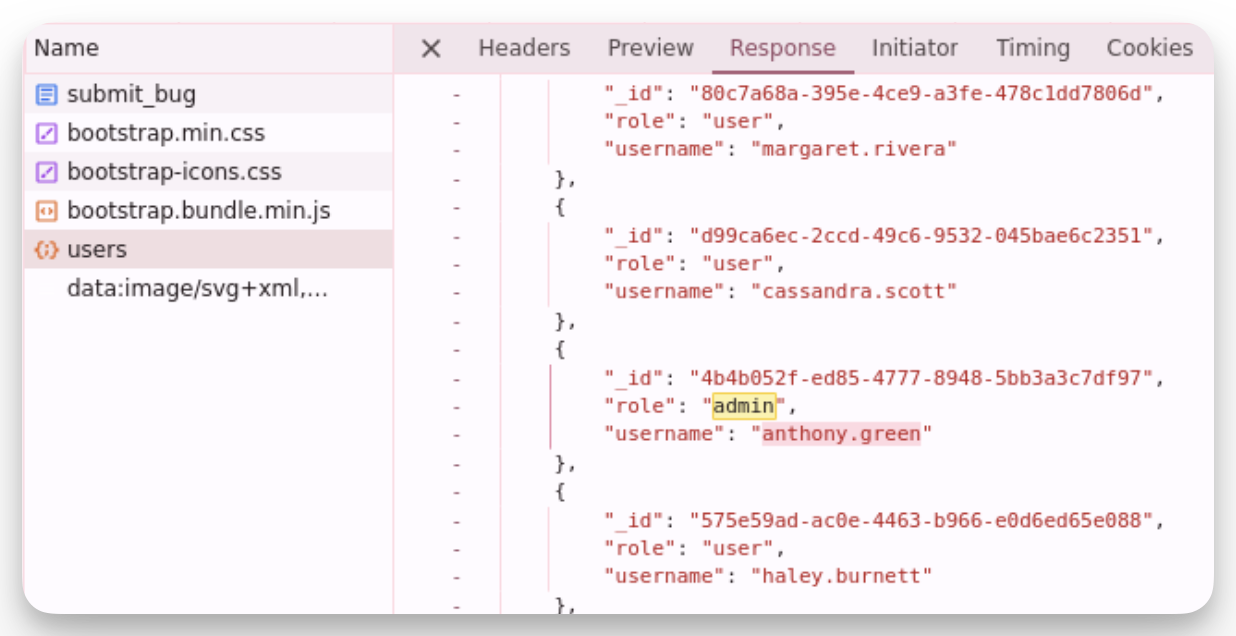 Name
Headers Preview Response Initiator Timing Cookies
submit_bug
bootstrap.min.css
bootstrap-icons.css
bootstrap.bundle.min.js
users
data:image/svg+xml,...
- "_id": "80c7a68a-395e-4ce9-a3fe-478c1dd7806d",
- "role": "user",
- "username": "margaret.rivera"
- },
- {
- "_id": "d99ca6ec-2ccd-49c6-9532-045bae6c2351",
- "role": "user",
- "username": "cassandra.scott"
- },
- {
- "_id": "4b4b052f-ed85-4777-8948-5bb3a3c7df97",
- "role": "admin",
- "username": "anthony.green"
- },
- {
- "_id": "575e59ad-ac0e-4463-b966-e0d6ed65e088",
- "role": "user",
- "username": "haley.burnett"
- },